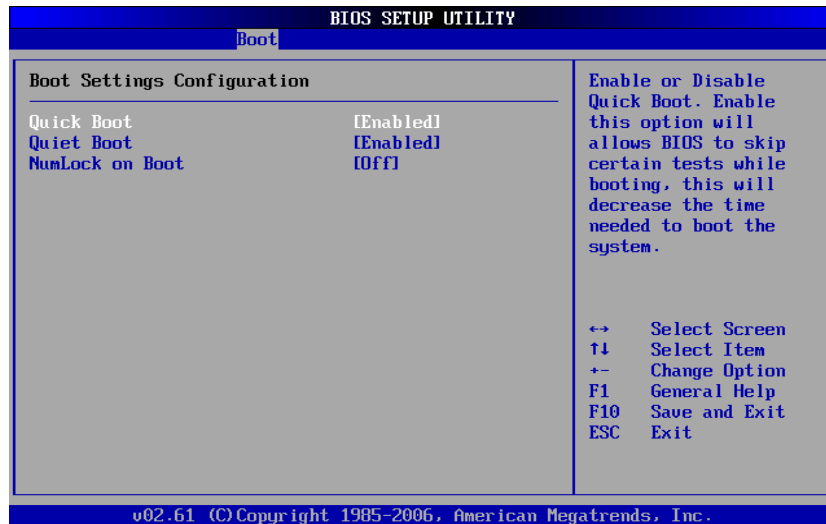 BIOS SETUP UTILITY
Boot
Boot Settings Configuration
Quick Boot [Enabled]
Quiet Boot [Enabled]
NumLock on Boot [Off]
Enable or Disable
Quick Boot. Enable
this option will
allows BIOS to skip
certain tests while
booting, this will
decrease the time
needed to boot the
system.
↔ Select Screen
↑↓ Select Item
+- Change Option
F1 General Help
F10 Save and Exit
ESC Exit
v02.61 (C)Copyright 1985-2006, American Megatrends, Inc.